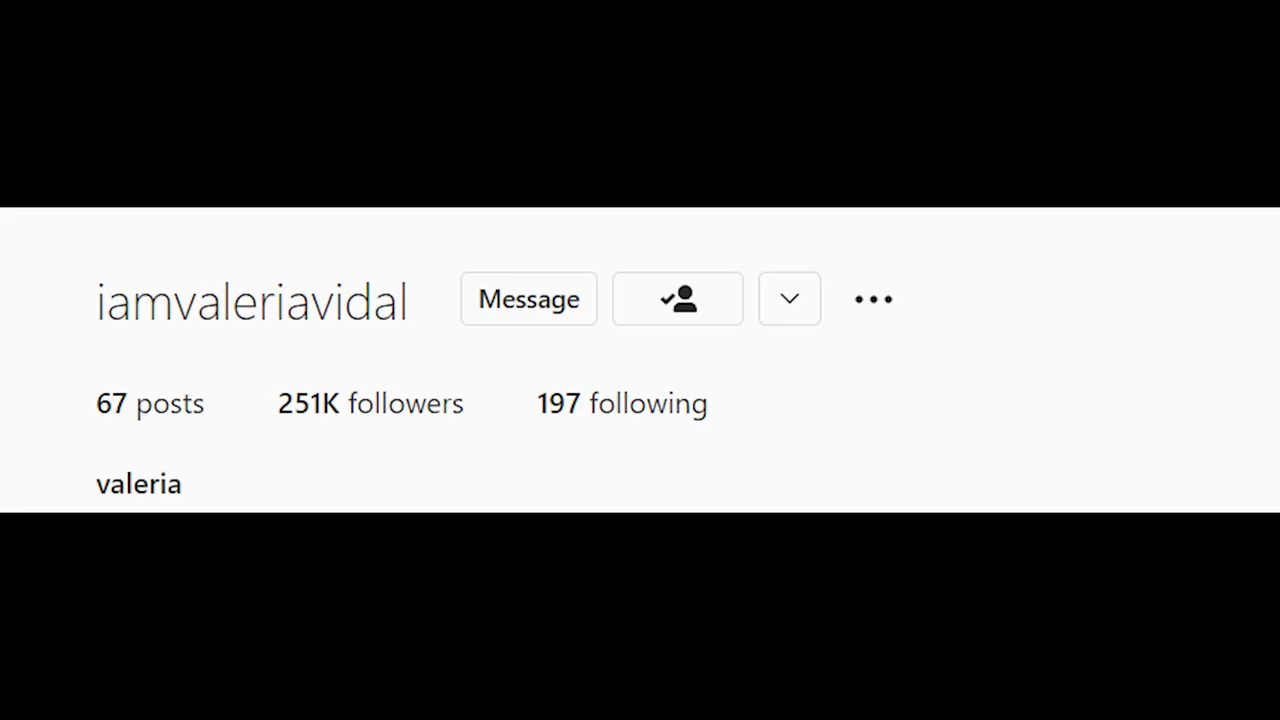 iamvaleriavidal Message
67 posts 251K followers 197 following
valeria